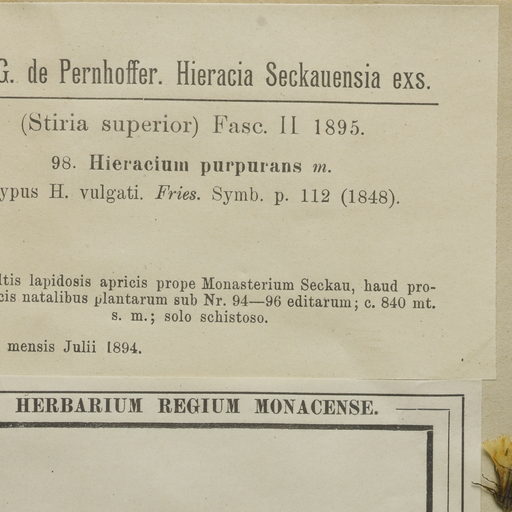 G. de Pernhoffer. Hieracia Seckauensia exs.
(Stiria superior) Fasc. II 1895.
98. Hieracium purpurans m.
ypus H. vulgati. Fries. Symb. p. 112 (1848).
ltis lapidosis apricis prope Monasterium Seckau, haud pro-
cis natalibus plantarum sub Nr. 94—96 editarum; c. 840 mt.
s. m.; solo schistoso.
mensis Julii 1894.
HERBARIUM REGIUM MONACENSE.